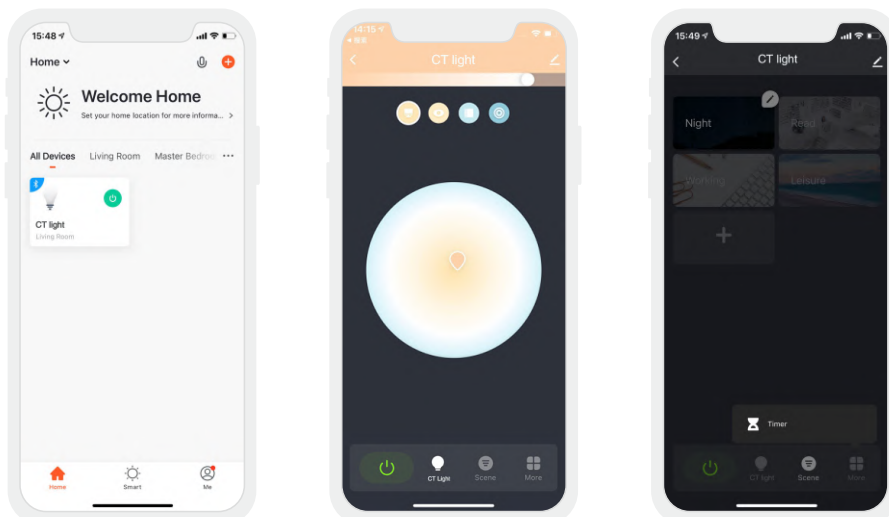 15:48
Home
Welcome Home
Set your home location for more informa...
All Devices Living Room Master Bedroo ...
CT light
Living Room
Home Smart Me
14:15
CT light
CT Light Scene More
15:49
CT light
Night Read
Working Leisure
Timer
CT light Scene More